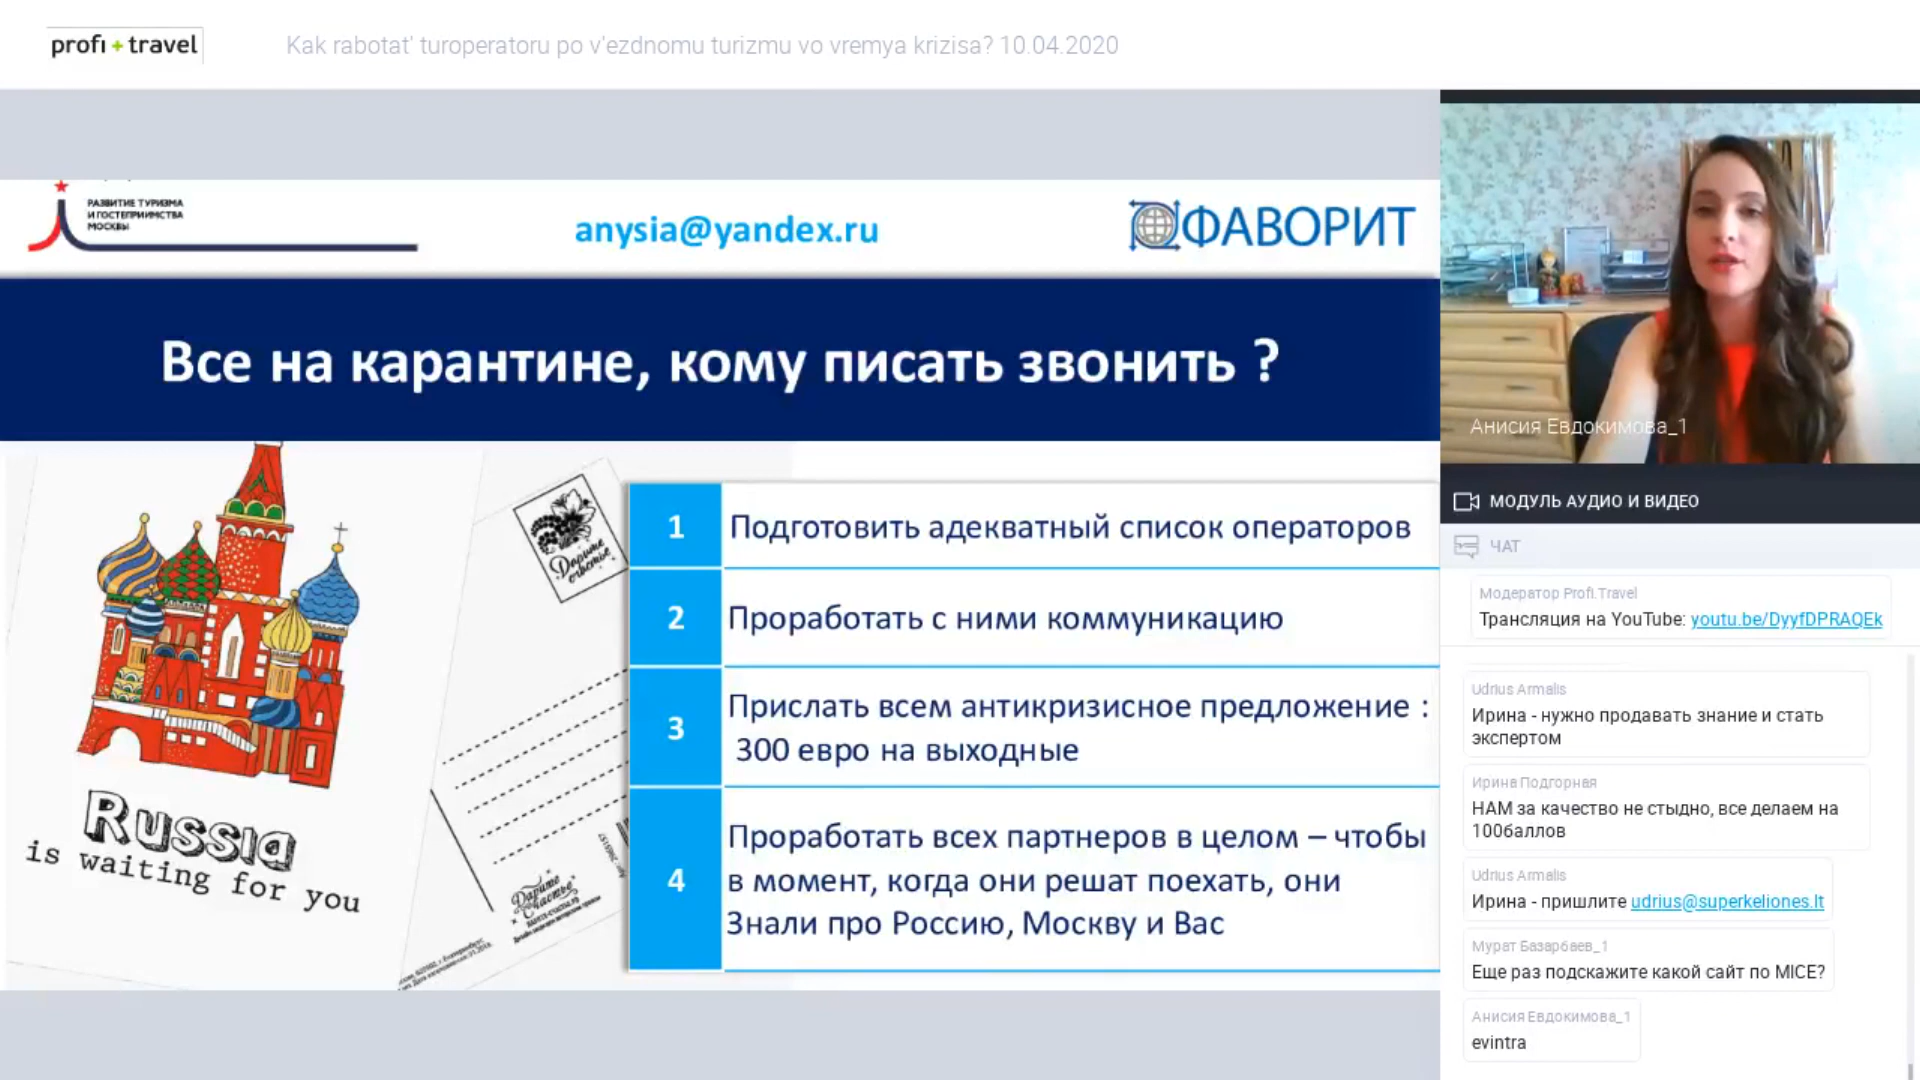 profi + travel
Kak rabotat' turoperatoru po v'ezdnomu turizmu vo vremya krizisa? 10.04.2020
РАЗВИТИЕ ТУРИЗМА
И ГОСТЕПРИИМСТВА
МОСКВЫ
anysia@yandex.ru
ФАВОРИТ
Все на карантине, кому писать звонить ?
Russia
is waiting for you
Дарите
счастье
Дарите
Счастье
1
Подготовить адекватный список операторов
2
Проработать с ними коммуникацию
3
Прислать всем антикризисное предложение :
300 евро на выходные
4
Проработать всех партнеров в целом – чтобы
в момент, когда они решат поехать, они
Знали про Россию, Москву и Вас
Анисия Евдокимова_1
МОДУЛЬ АУДИО И ВИДЕО
ЧАТ
Модератор Profi.Travel
Трансляция на YouTube: youtu.be/DyyfDPRAQEk
Udrius Armalis
Ирина - нужно продавать знание и стать
экспертом
Ирина Подгорная
НАМ за качество не стыдно, все делаем на
100баллов
Udrius Armalis
Ирина - пришлите udrius@superkeliones.lt
Мурат Базарбаев_1
Еще раз подскажите какой сайт по MICE?
Анисия Евдокимова_1
evintra